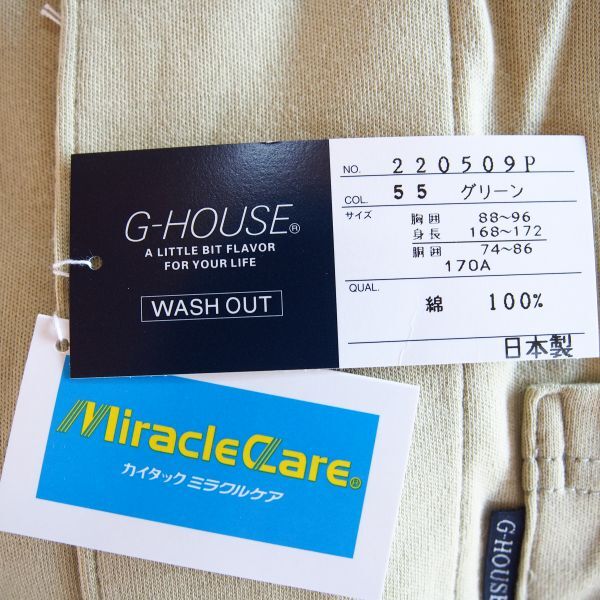 G-HOUSE®
A LITTLE BIT FLAVOR
FOR YOUR LIFE
WASH OUT
NO. 220509P
COL. 55 グリーン
サイズ 胸囲 88~96
身長 168~172
胴囲 74~86
170A
QUAL.
綿 100%
日本製
MiracleCare®
カイタック ミラクルケア
G-HOUSE